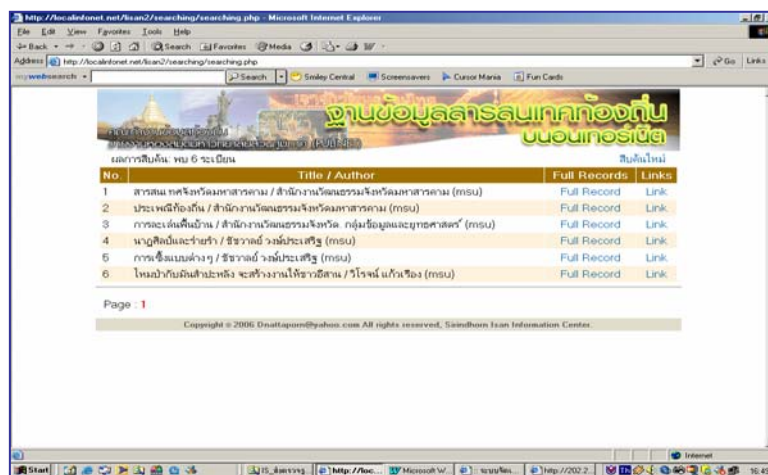 http://localinfonet.net/lisan2/searching/searching.php - Microsoft Internet Explorer
File Edit View Favorites Tools Help
Back Search Favorites Media
Address http://localinfonet.net/lisan2/searching/searching.php Go Links
mywebsearch Search Smiley Central Screensavers Cursor Mania Fun Cards
ฐานข้อมูลสารสนเทศท้องถิ่น
บนอินเทอร์เน็ต
ผลการสืบค้น: พบ 6 ระเบียน สืบค้นใหม่
No. Title / Author Full Records Links
1 สารสนเทศจังหวัดมหาสารคาม / สำนักงานวัฒนธรรมจังหวัดมหาสารคาม (msu) Full Record Link
2 ประเพณีท้องถิ่น / สำนักงานวัฒนธรรมจังหวัดมหาสารคาม (msu) Full Record Link
3 การละเล่นพื้นบ้าน / สำนักงานวัฒนธรรมจังหวัด. กลุ่มข้อมูลและยุทธศาสตร์ (msu) Full Record Link
4 นาฏศิลป์และร่ายรำ / ชัชวาลย์ วงษ์ประเสริฐ (msu) Full Record Link
5 การเซิ้งแบบต่างๆ / ชัชวาลย์ วงษ์ประเสริฐ (msu) Full Record Link
6 ไหมป่ากับมันสำปะหลัง จะสร้างงานให้ชาวอีสาน / วิโรจน์ แก้วเรือง (msu) Full Record Link
Page : 1
Copyright © 2006 Dnattaporn@yahoo.com All rights reserved, Sirindhorn Isan Information Center.
Internet
Start http://loc... Microsoft W... http://202.2... 16:45